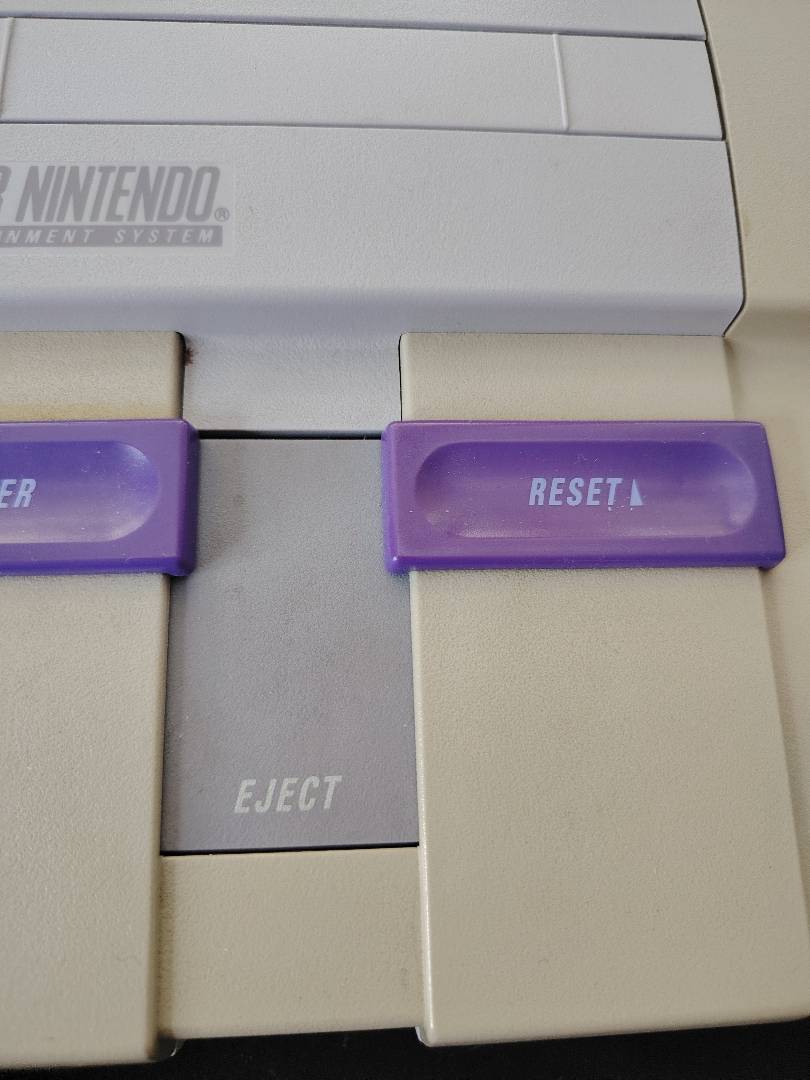 R NINTENDO®
NMENT SYSTEM
ER
RESET
EJECT